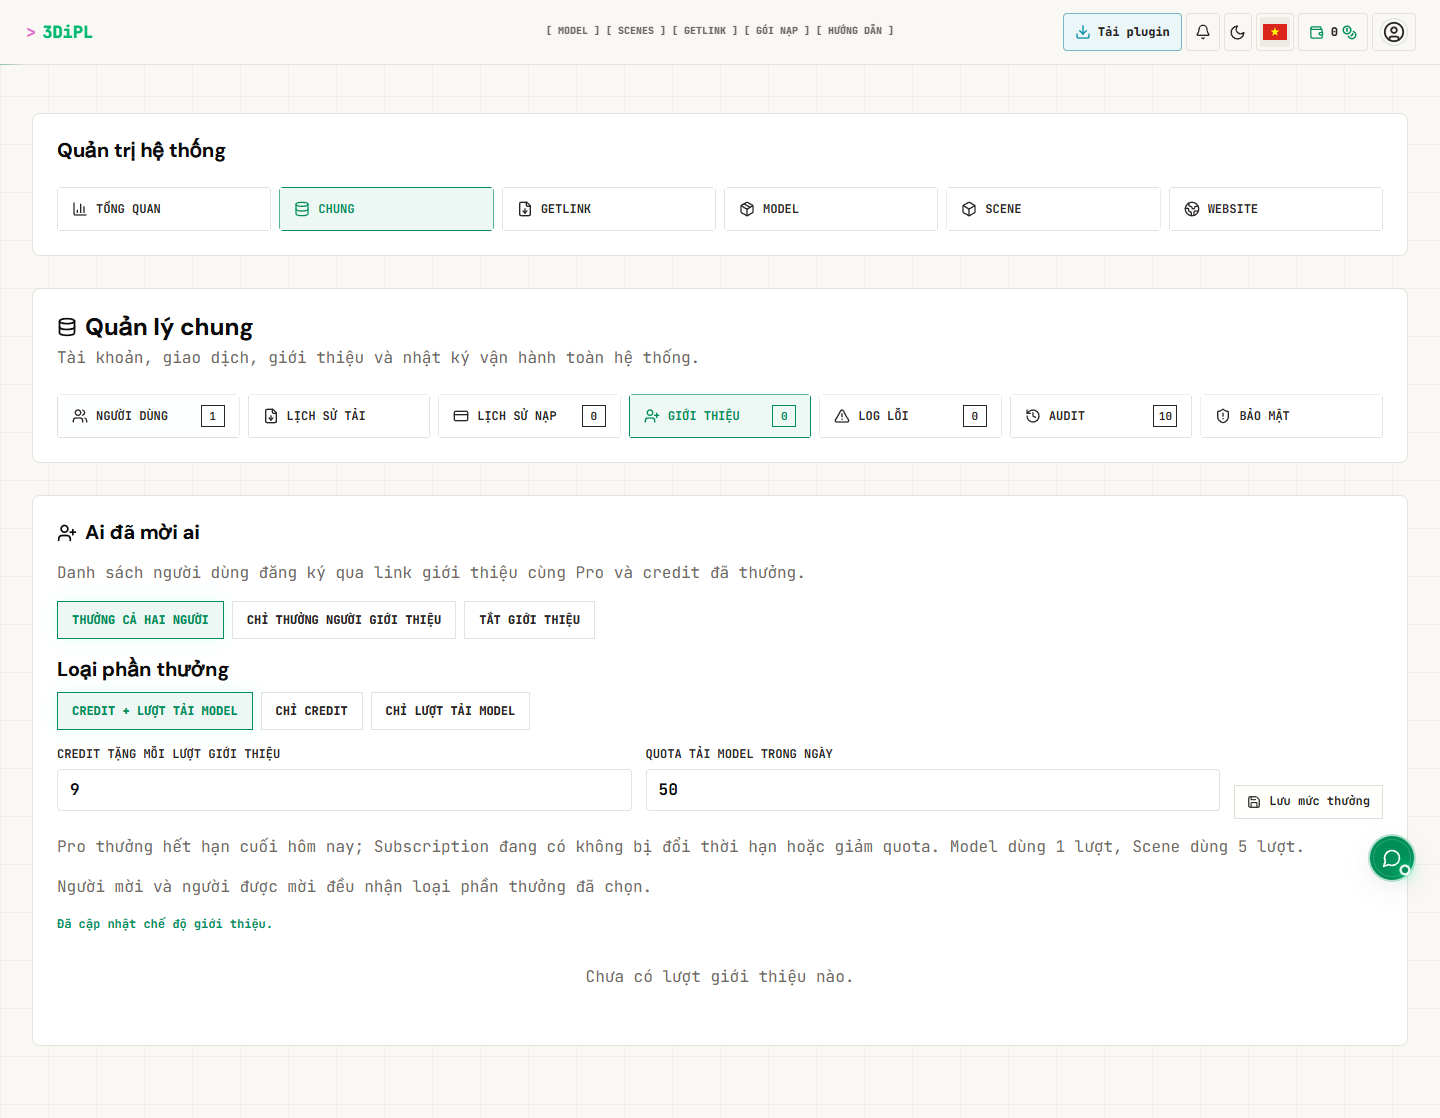 > 3DiPL
[ MODEL ] [ SCENES ] [ GETLINK ] [ GÓI NẠP ] [ HƯỚNG DẪN ]
Tải plugin
0
Quản trị hệ thống
TỔNG QUAN
CHUNG
GETLINK
MODEL
SCENE
WEBSITE
Quản lý chung
Tài khoản, giao dịch, giới thiệu và nhật ký vận hành toàn hệ thống.
NGƯỜI DÙNG 1
LỊCH SỬ TẢI
LỊCH SỬ NẠP 0
GIỚI THIỆU 0
LOG LỖI 0
AUDIT 10
BẢO MẬT
Ai đã mời ai
Danh sách người dùng đăng ký qua link giới thiệu cùng Pro và credit đã thưởng.
THƯỞNG CẢ HAI NGƯỜI
CHỈ THƯỞNG NGƯỜI GIỚI THIỆU
TẮT GIỚI THIỆU
Loại phần thưởng
CREDIT + LƯỢT TẢI MODEL
CHỈ CREDIT
CHỈ LƯỢT TẢI MODEL
CREDIT TẶNG MỖI LƯỢT GIỚI THIỆU
QUOTA TẢI MODEL TRONG NGÀY
9
50
Lưu mức thưởng
Pro thưởng hết hạn cuối hôm nay; Subscription đang có không bị đổi thời hạn hoặc giảm quota. Model dùng 1 lượt, Scene dùng 5 lượt.
Người mời và người được mời đều nhận loại phần thưởng đã chọn.
Đã cập nhật chế độ giới thiệu.
Chưa có lượt giới thiệu nào.